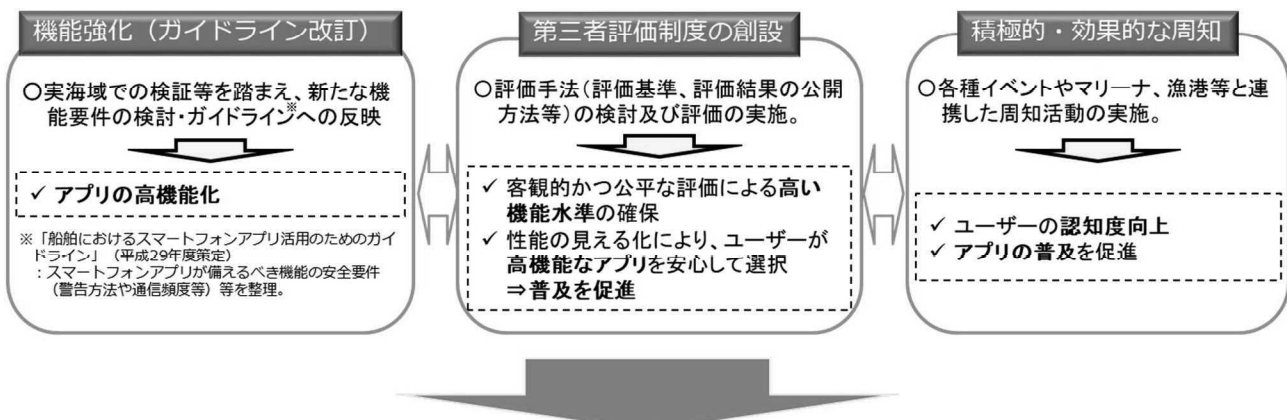 機能強化（ガイドライン改訂）
○実海域での検証等を踏まえ、新たな機
能要件の検討・ガイドライン※への反映
✓ アプリの高機能化
※「船舶におけるスマートフォンアプリ活用のためのガイ
ドライン」（平成29年度策定）
：スマートフォンアプリが備えるべき機能の安全要件
（警告方法や通信頻度等）等を整理。
第三者評価制度の創設
○評価手法（評価基準、評価結果の公開
方法等）の検討及び評価の実施。
✓ 客観的かつ公平な評価による高い
機能水準の確保
✓ 性能の見える化により、ユーザーが
高機能なアプリを安心して選択
⇒普及を促進
積極的・効果的な周知
○各種イベントやマリーナ、漁港等と連
携した周知活動の実施。
✓ ユーザーの認知度向上
✓ アプリの普及を促進